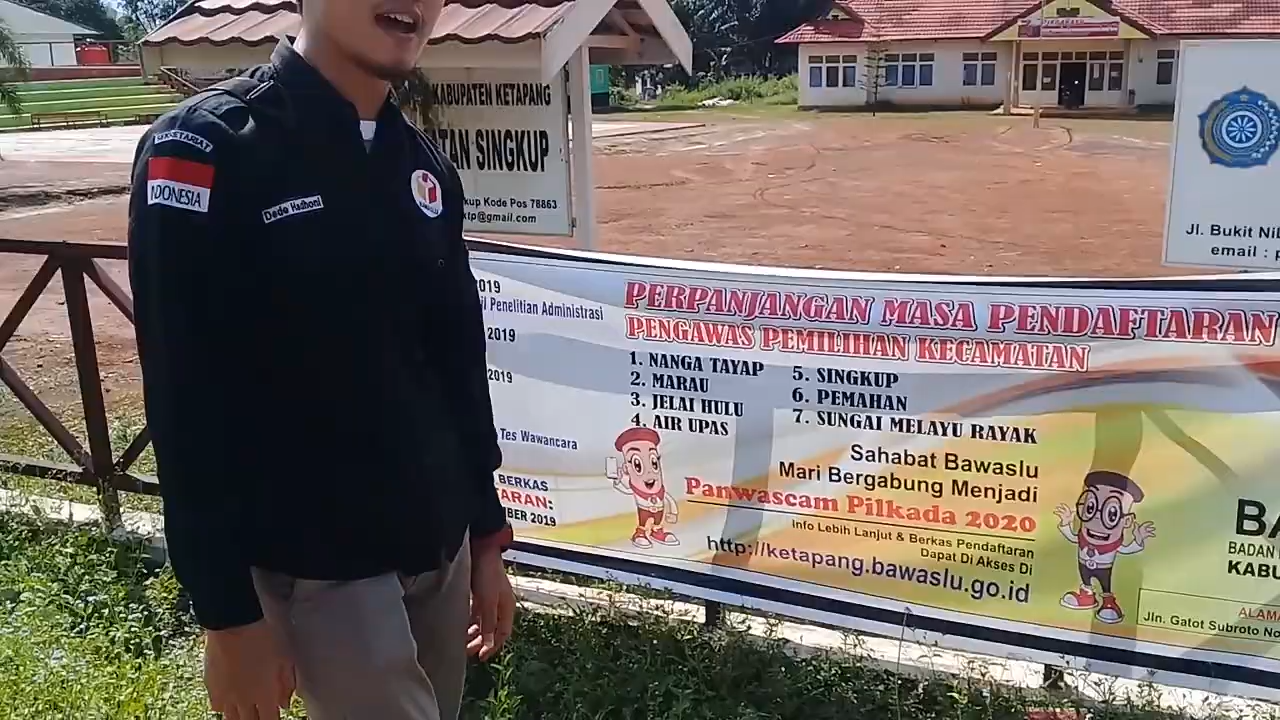 KABUPATEN KETAPANG
TAN SINGKUP
kup Kode Pos 78863
ktp@gmail.com
INDONESIA
Dede Hadhoni
Jl. Bukit
email :
2019
Penelitian Administrasi
2019
2019
Tes Wawancara
BERKAS
ARAN:
BER 2019
PERPANJANGAN MASA PENDAFTARAN
PENGAWAS PEMILIHAN KECAMATAN
1. NANGA TAYAP
2. MARAU
3. JELAI HULU
4. AIR UPAS
5. SINGKUP
6. PEMAHAN
7. SUNGAI MELAYU RAYAK
Sahabat Bawaslu
Mari Bergabung Menjadi
Panwascam Pilkada 2020
Info Lebih Lanjut & Berkas Pendaftaran
Dapat Di Akses Di
http://ketapang.bawaslu.go.id
BA
BADAN
KABU
ALAM
Jln. Gatot Subroto No